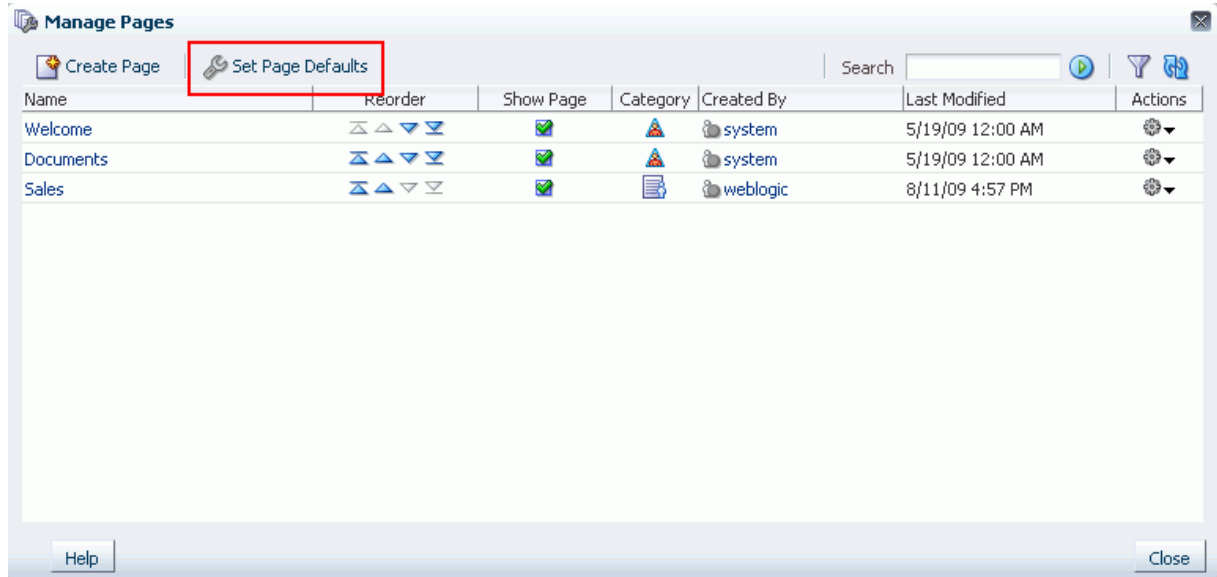 Manage Pages
Create Page Set Page Defaults Search
Name Reorder Show Page Category Created By Last Modified Actions
Welcome system 5/19/09 12:00 AM
Documents system 5/19/09 12:00 AM
Sales weblogic 8/11/09 4:57 PM
Help Close